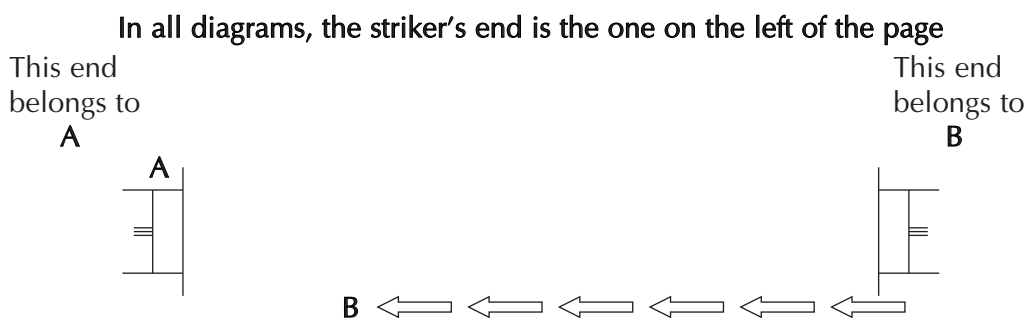 In all diagrams, the striker's end is the one on the left of the page
This end
belongs to
A
This end
belongs to
B
A
B